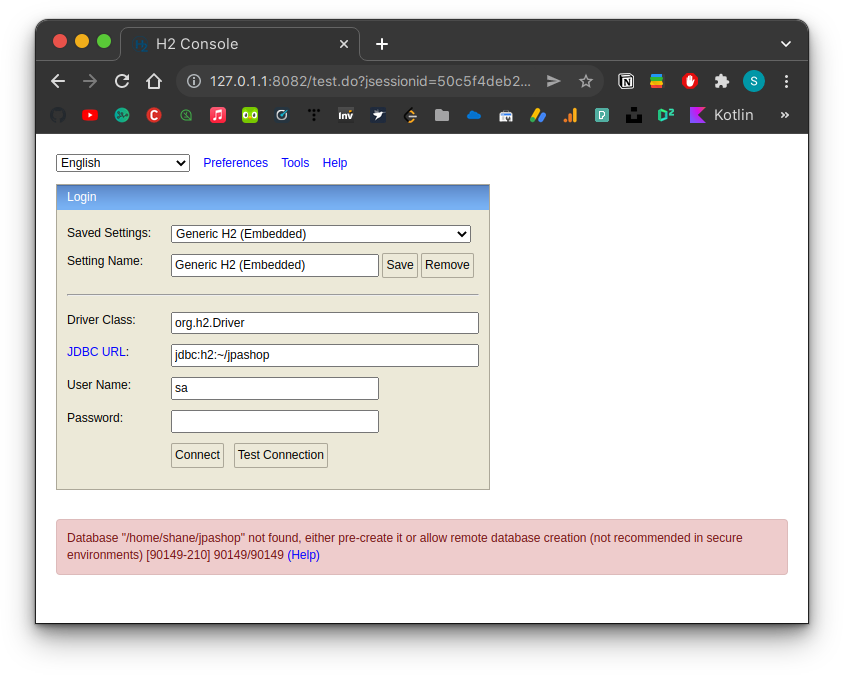 H2 Console
127.0.1.1:8082/test.do?jsessionid=50c5f4deb2...
S
Inv
Kotlin
English Preferences Tools Help
Login
Saved Settings: Generic H2 (Embedded)
Setting Name: Generic H2 (Embedded) Save Remove
Driver Class: org.h2.Driver
JDBC URL: jdbc:h2:~/jpashop
User Name: sa
Password:
Connect Test Connection
Database "/home/shane/jpashop" not found, either pre-create it or allow remote database creation (not recommended in secure
environments) [90149-210] 90149/90149 (Help)